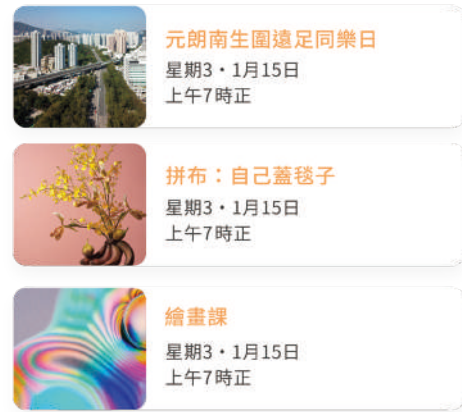 元朗南生圍遠足同樂日
星期3・1月15日
上午7時正
拼布：自己蓋毯子
星期3・1月15日
上午7時正
繪畫課
星期3・1月15日
上午7時正